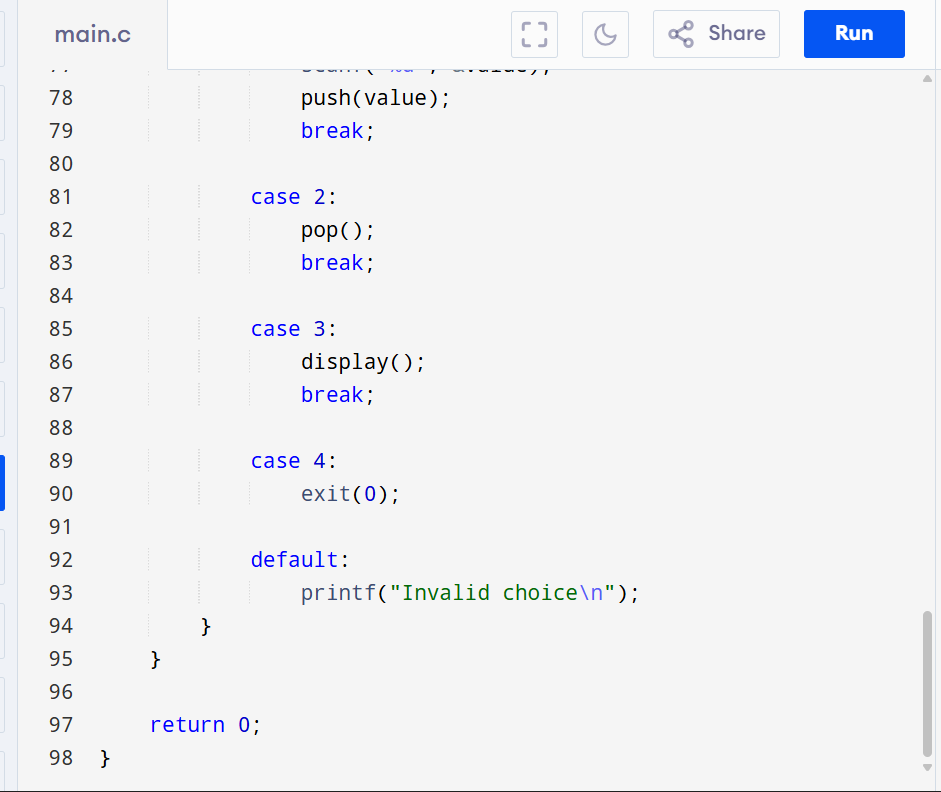 main.c
Share
Run
78 push(value);
79 break;
80
81 case 2:
82 pop();
83 break;
84
85 case 3:
86 display();
87 break;
88
89 case 4:
90 exit(0);
91
92 default:
93 printf("Invalid choice\n");
94 }
95 }
96
97 return 0;
98 }